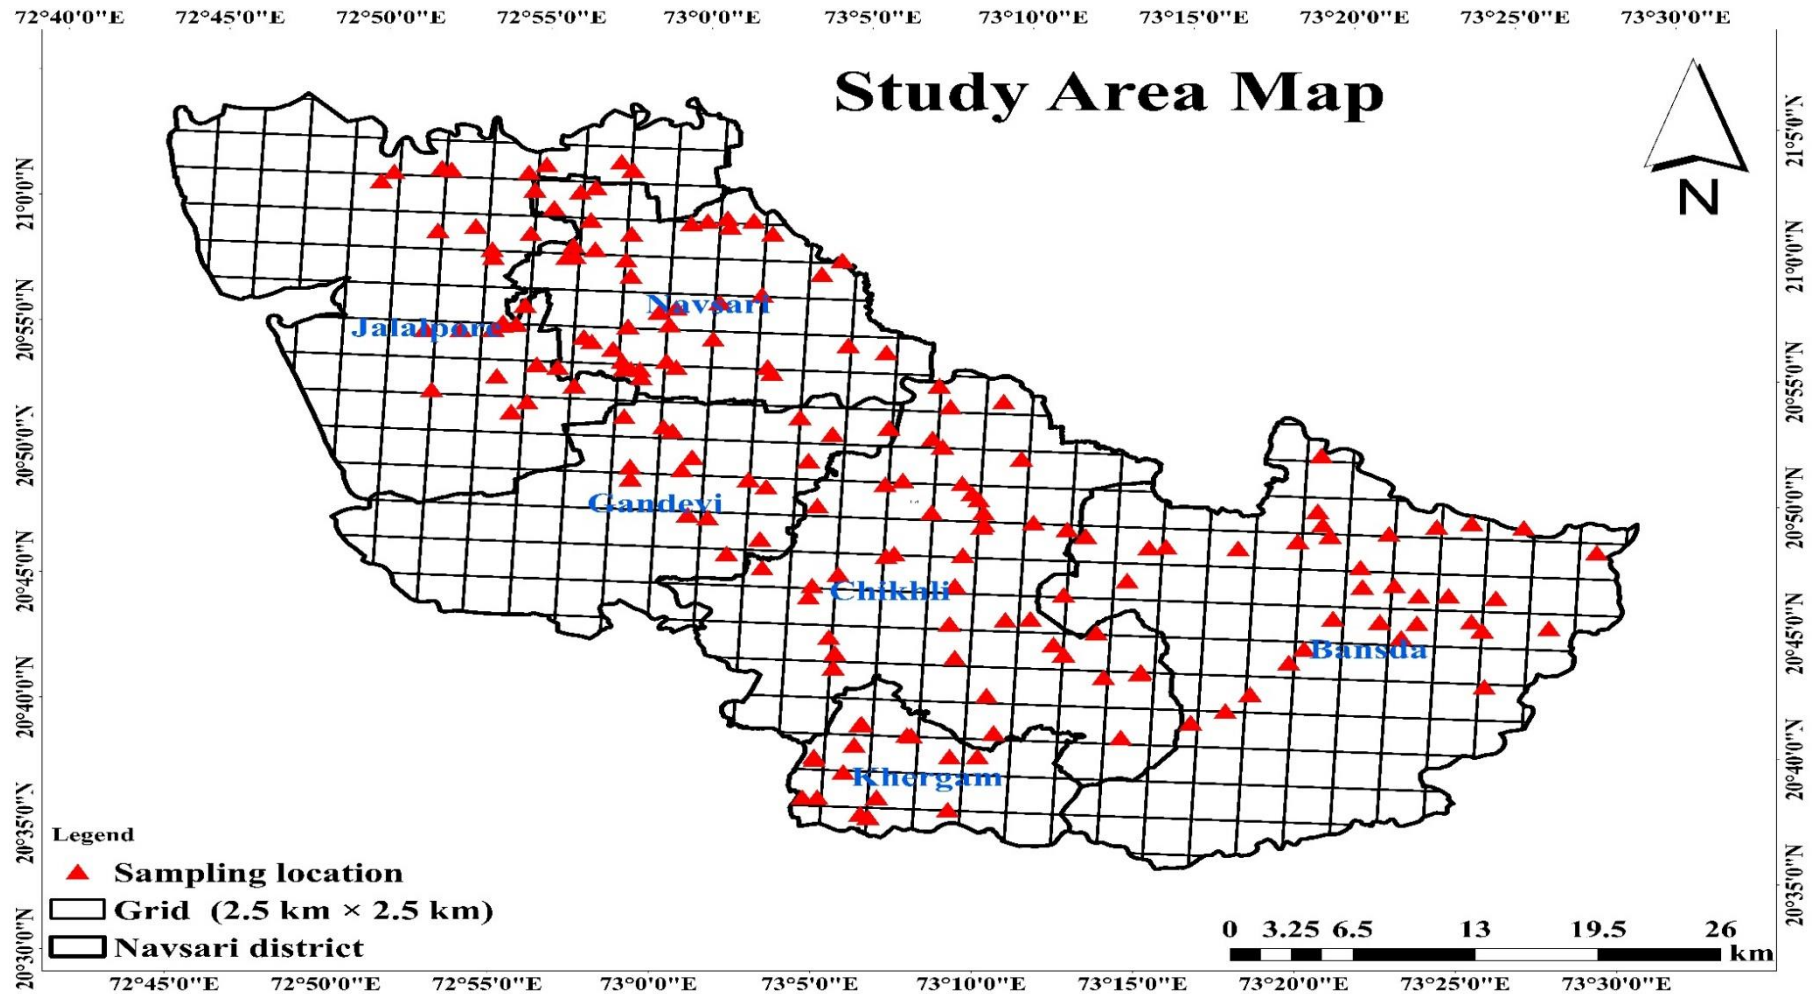 72°40'0"E 72°45'0"E 72°50'0"E 72°55'0"E 73°0'0"E 73°5'0"E 73°10'0"E 73°15'0"E 73°20'0"E 73°25'0"E 73°30'0"E
Study Area Map
N
21°0'0"N
20°55'0"N
20°50'0"N
20°45'0"N
20°40'0"N
20°35'0"N
20°30'0"N
21°5'0"N
21°0'0"N
20°55'0"N
20°50'0"N
20°45'0"N
20°40'0"N
20°35'0"N
Navsari
Jalalpore
Gandevi
Chikhli
Bansda
Khergam
Legend
Sampling location
Grid (2.5 km × 2.5 km)
Navsari district
0 3.25 6.5 13 19.5 26
km
72°45'0"E 72°50'0"E 72°55'0"E 73°0'0"E 73°5'0"E 73°10'0"E 73°15'0"E 73°20'0"E 73°25'0"E 73°30'0"E